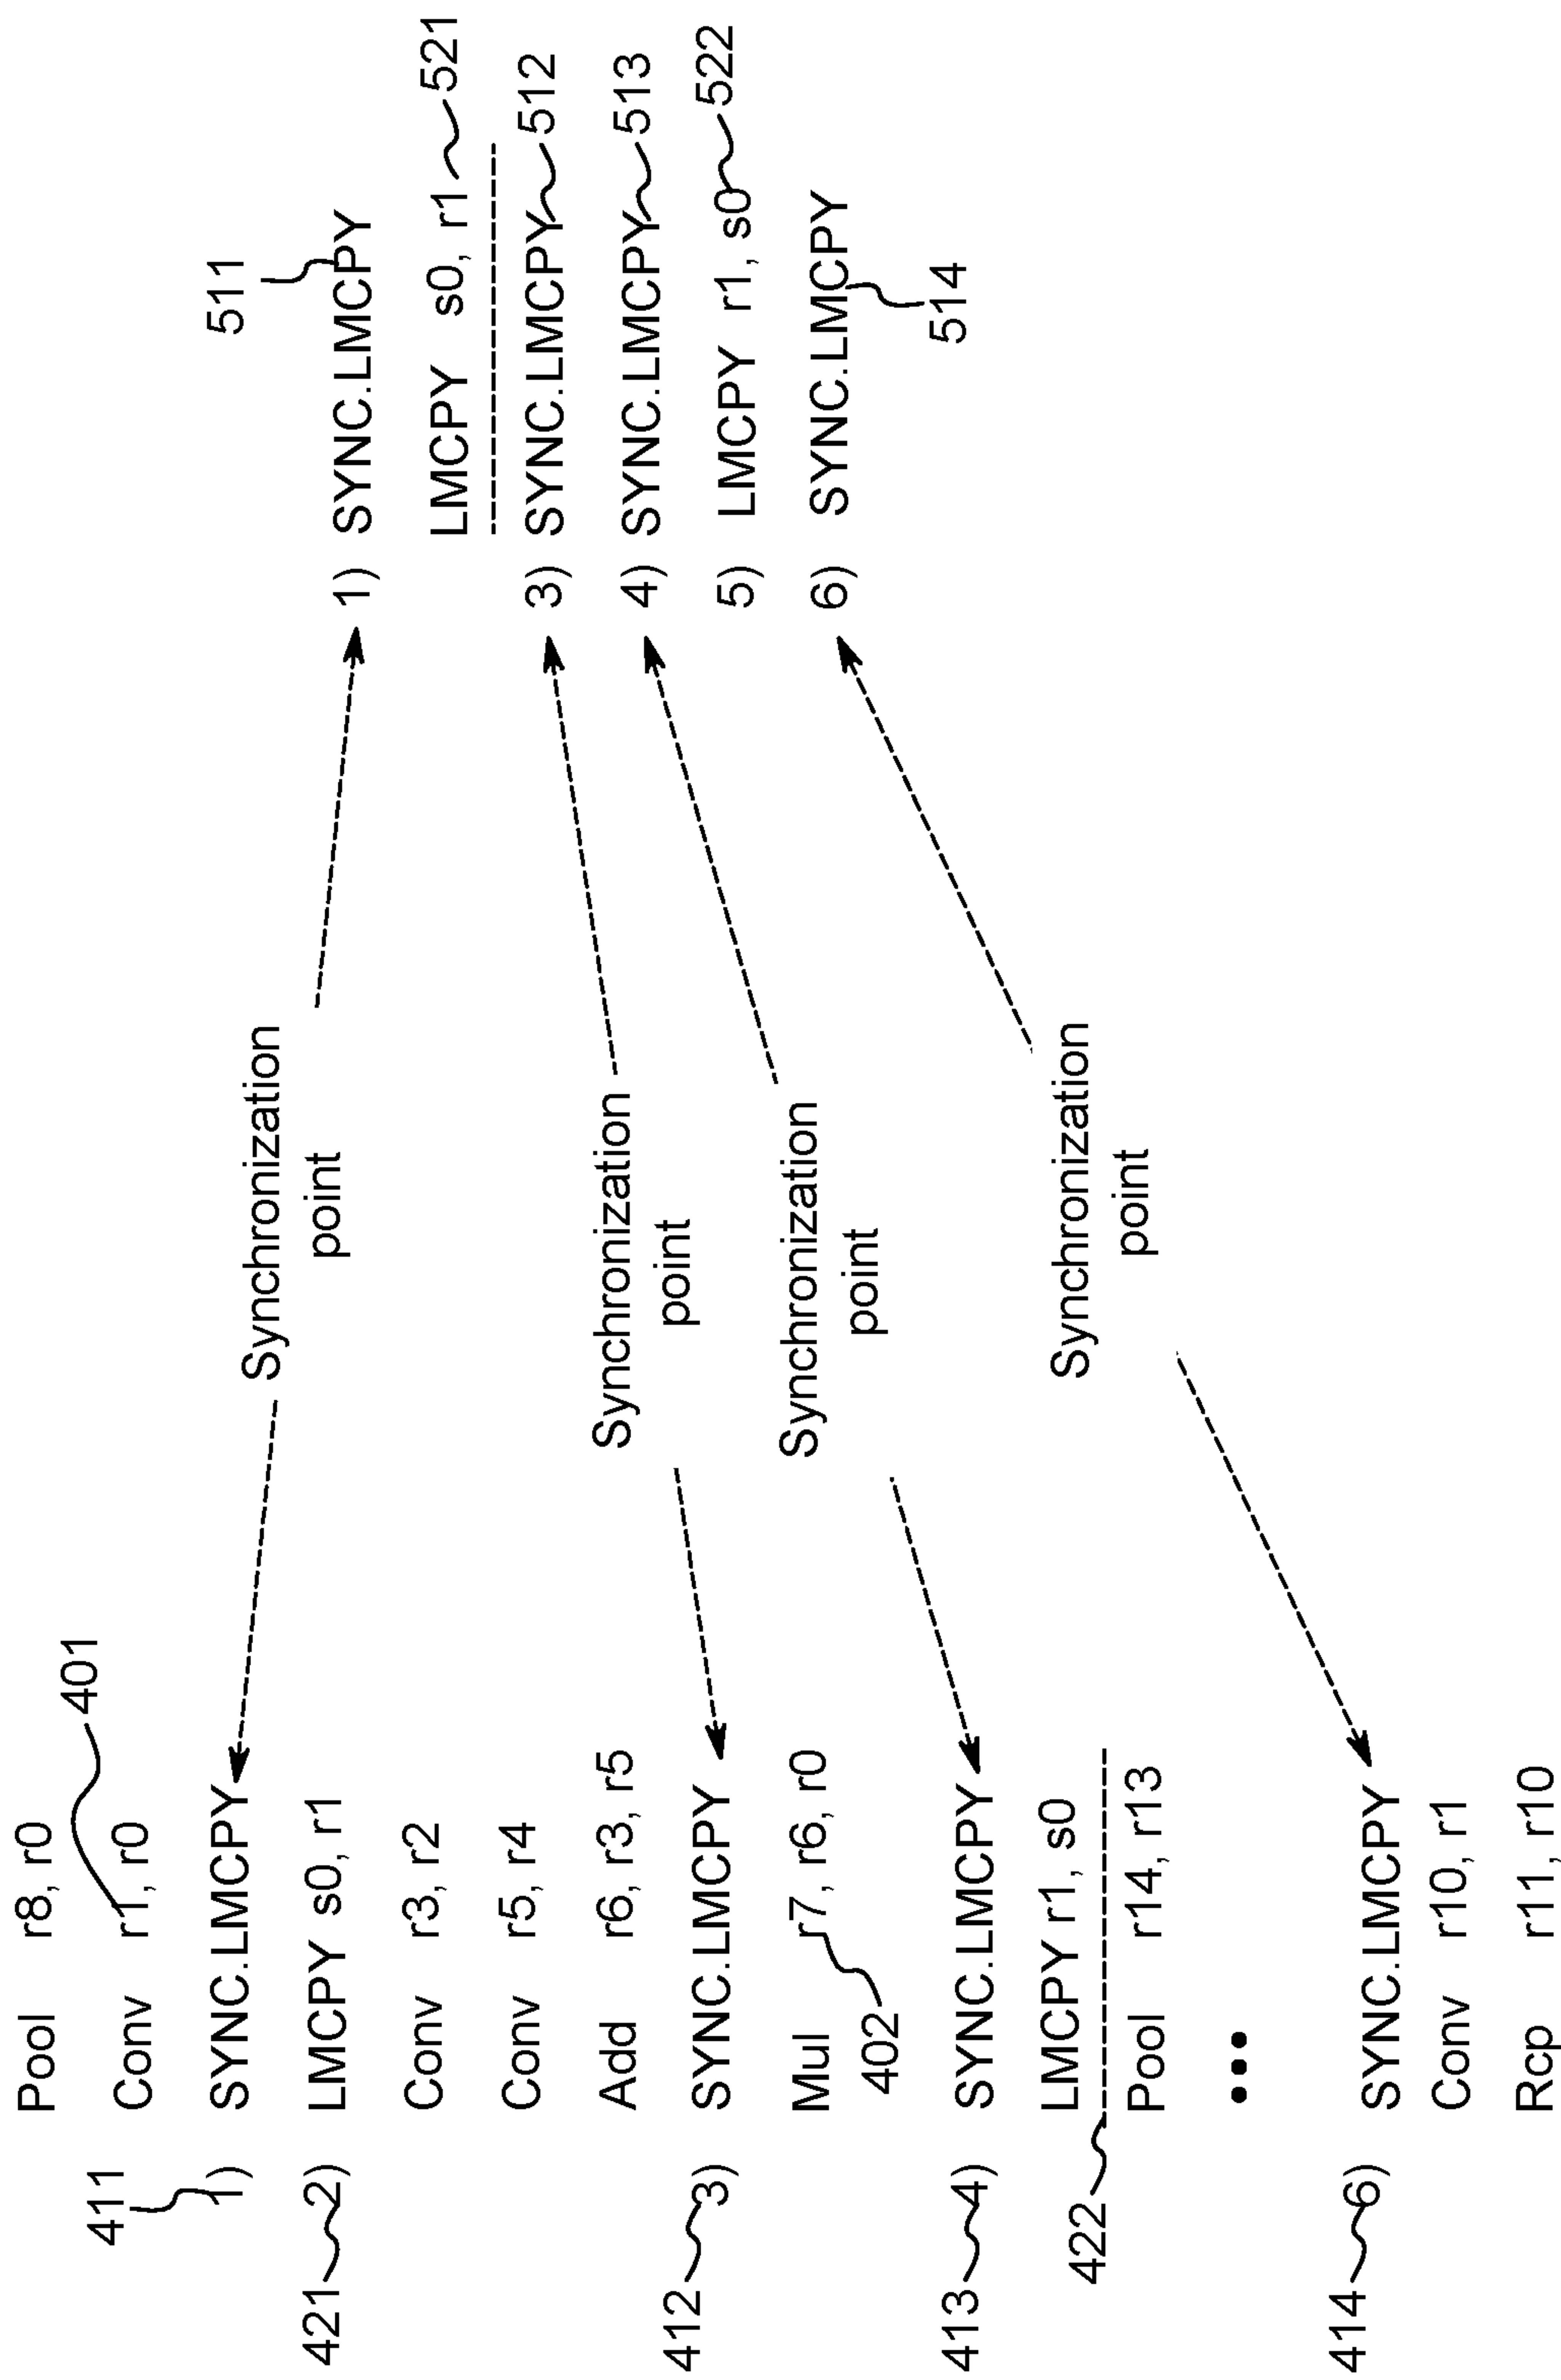 Pool r8, r0
401
Conv r1, r0
411
1) SYNC.LMCPY
421
2) LMCPY s0, r1
Conv r3, r2
Conv r5, r4
Add r6, r3, r5
412
3) SYNC.LMCPY
Mul r7, r6, r0
402
413
4) SYNC.LMCPY
LMCPY r1, s0
422
Pool r14, r13
•••
414
6) SYNC.LMCPY
Conv r10, r1
Rcp r11, r10
Synchronization
point
Synchronization
point
Synchronization
point
Synchronization
point
511
1) SYNC.LMCPY
LMCPY s0, r1
521
3) SYNC.LMCPY
512
4) SYNC.LMCPY
513
5) LMCPY r1, s0
522
6) SYNC.LMCPY
514